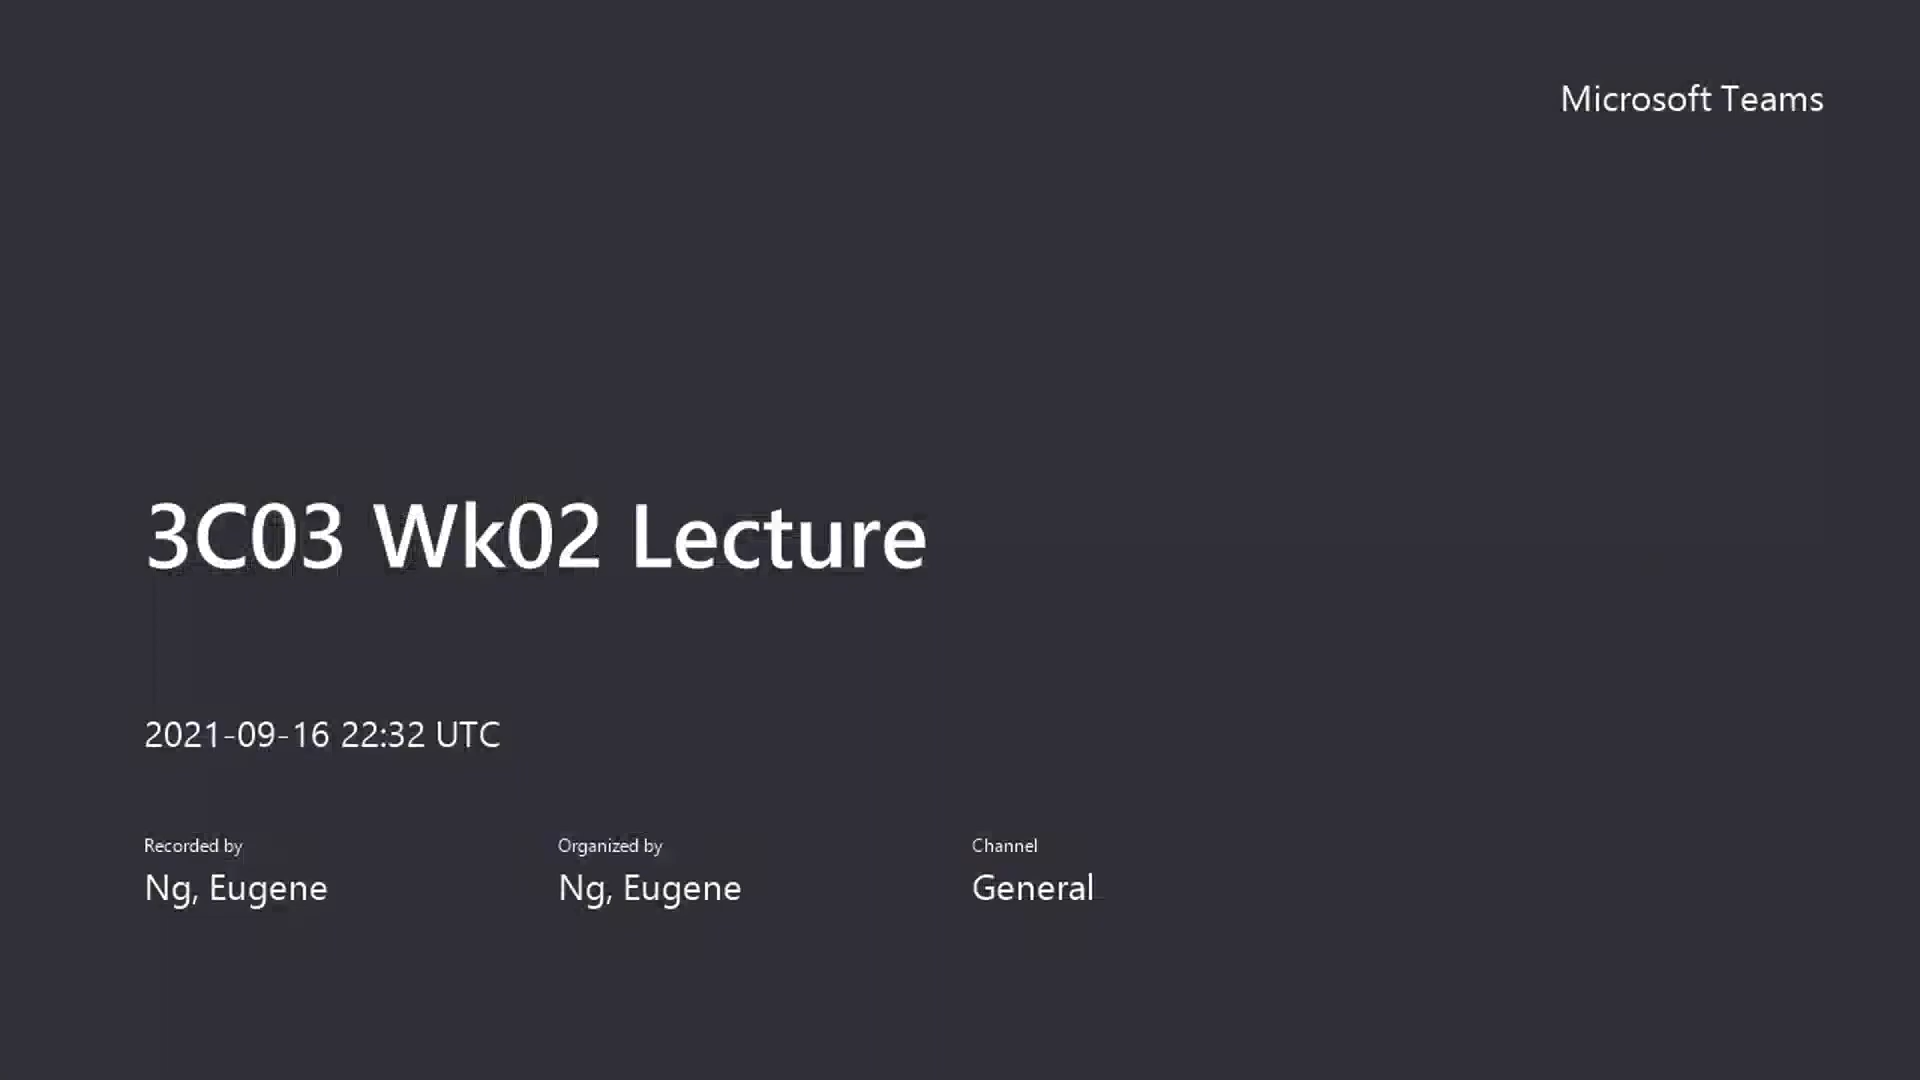 Microsoft Teams
3C03 Wk02 Lecture
2021-09-16 22:32 UTC
Recorded by
Ng, Eugene
Organized by
Ng, Eugene
Channel
General